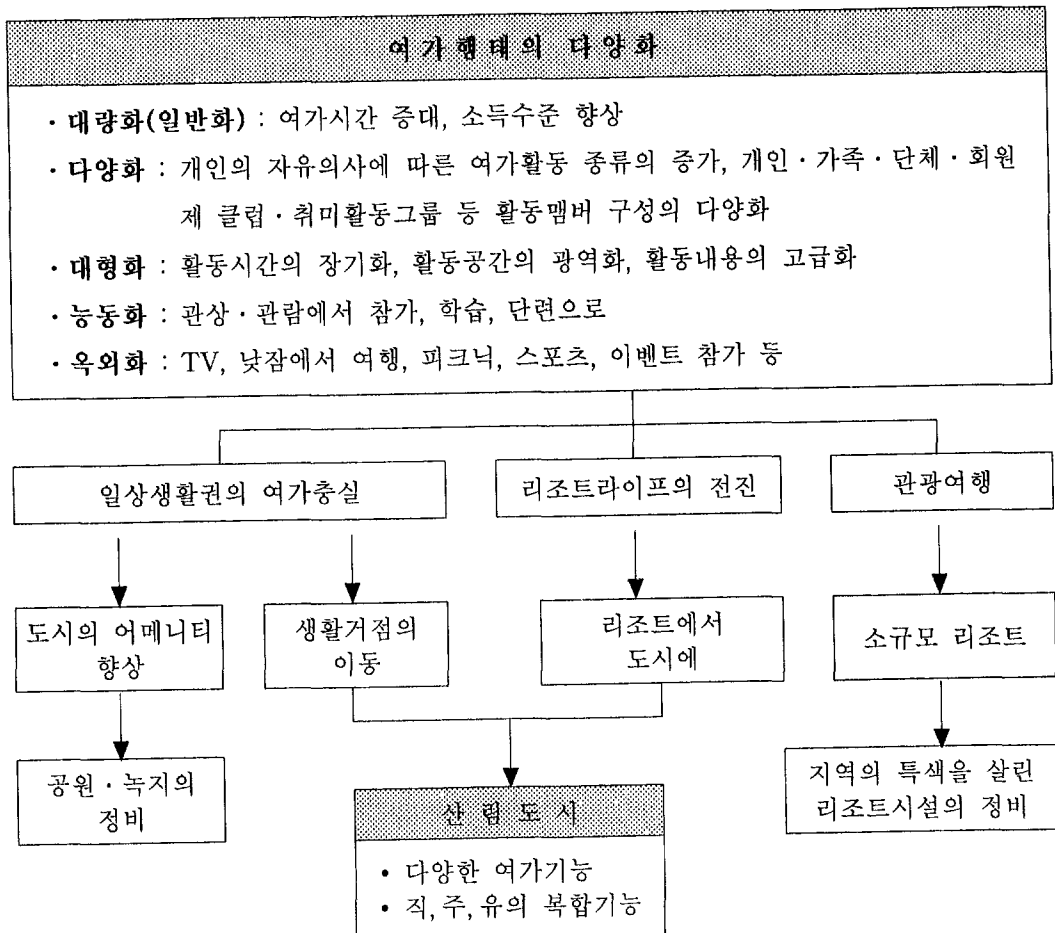 여가행태의 다양화
· 대량화(일반화) : 여가시간 증대, 소득수준 향상
· 다양화 : 개인의 자유의사에 따른 여가활동 종류의 증가, 개인·가족·단체·회원
제 클럽·취미활동그룹 등 활동맴버 구성의 다양화
· 대형화 : 활동시간의 장기화, 활동공간의 광역화, 활동내용의 고급화
· 능동화 : 관상·관람에서 참가, 학습, 단련으로
· 옥외화 : TV, 낮잠에서 여행, 피크닉, 스포츠, 이벤트 참가 등
일상생활권의 여가충실
리조트라이프의 전진
관광여행
도시의 어메니티
향상
생활거점의
이동
리조트에서
도시에
소규모 리조트
공원·녹지의
정비
산림도시
• 다양한 여가기능
• 직,주,유의 복합기능
지역의 특색을 살린
리조트시설의 정비